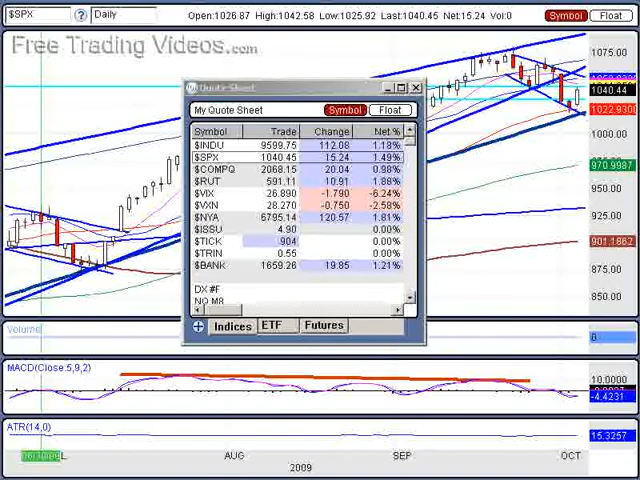 $SPX ? Daily Open:1026.87 High:1042.58 Low:1025.92 Last:1040.45 Net:15.24 Vol:0 Symbol Float
Free Trading Videos.com
1075.00
1040.44
1022.930
1000.00
970.9987
950.00
925.00
901.1862
875.00
850.00
Quote Sheet
My Quote Sheet Symbol Float
Symbol Trade Change Net %
$INDU 9599.75 112.08 1.18%
$SPX 1040.45 15.24 1.49%
$COMPQ 2068.15 20.04 0.98%
$RUT 591.11 10.91 1.88%
$VIX 26.890 -1.790 -6.24%
$VXN 28.270 -0.750 -2.58%
$NYA 6795.14 120.57 1.81%
$ISSU 4.90 0.00%
$TICK 904 0.00%
$TRIN 0.55 0.00%
$BANK 1659.26 19.85 1.21%
DX #F
NQ M8
Indices ETF Futures
Volume
0
MACD(Close.5,9,2)
10.0000
-4.4231
ATR(14,0)
15.3257
AUG SEP OCT
2009